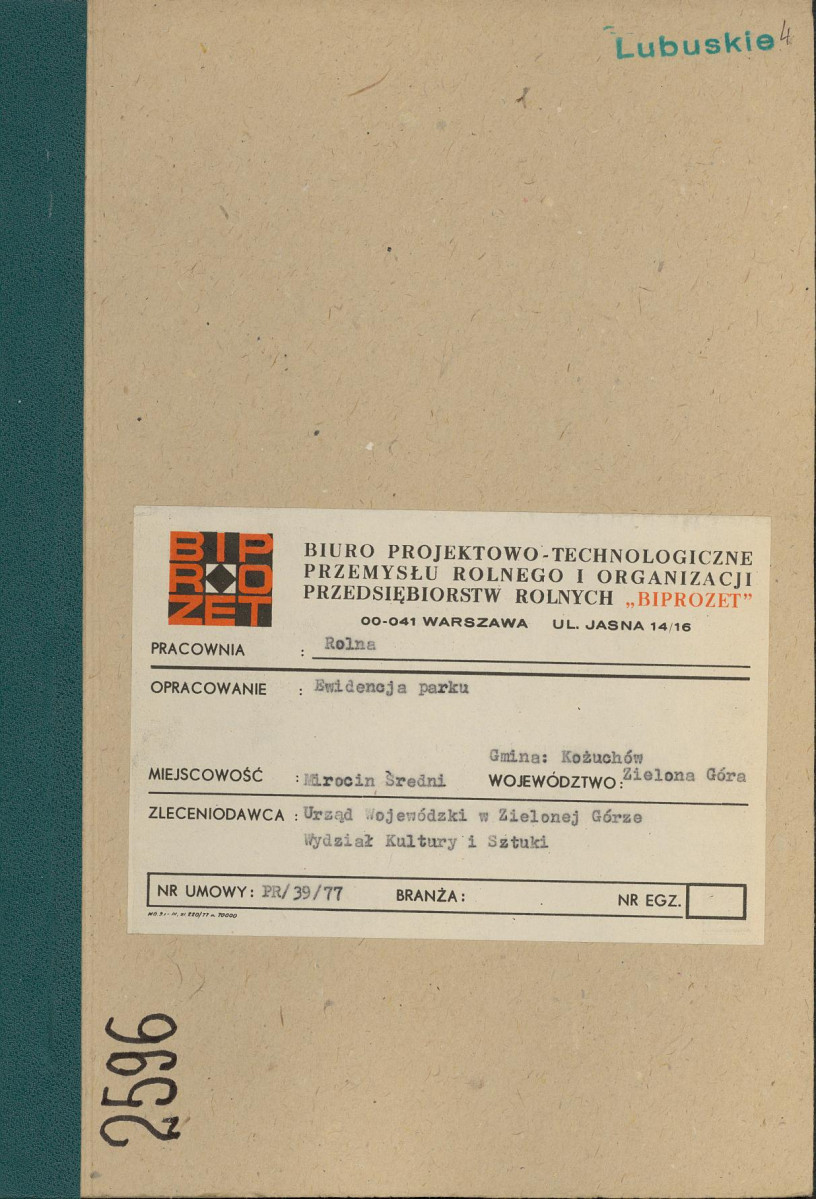 Lubuskie 4
BIP
RO
ZET
BIURO PROJEKTOWO-TECHNOLOGICZNE
PRZEMYSŁU ROLNEGO I ORGANIZACJI
PRZEDSIĘBIORSTW ROLNYCH „BIPROZET”
00-041 WARSZAWA UL. JASNA 14/16
PRACOWNIA : Rolna
OPRACOWANIE : Ewidencja parku
Gmina: Kożuchów
MIEJSCOWOŚĆ : Mirocin Średni WOJEWÓDZTWO: Zielona Góra
ZLECENIODAWCA : Urząd Wojewódzki w Zielonej Górze
Wydział Kultury i Sztuki
NR UMOWY: PR/39/77 BRANŻA: NR EGZ.
2596